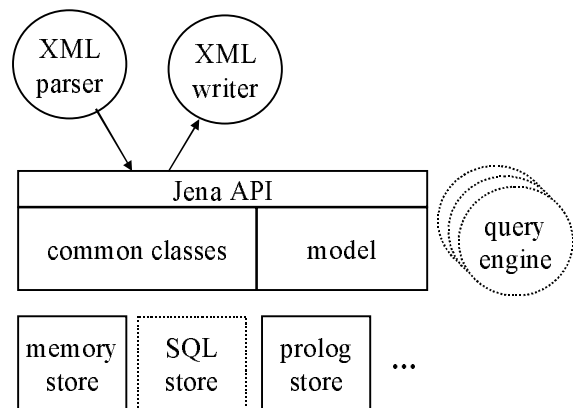 XML
parser
XML
writer
Jena API
common classes
model
query
engine
memory
store
SQL
store
prolog
store
...